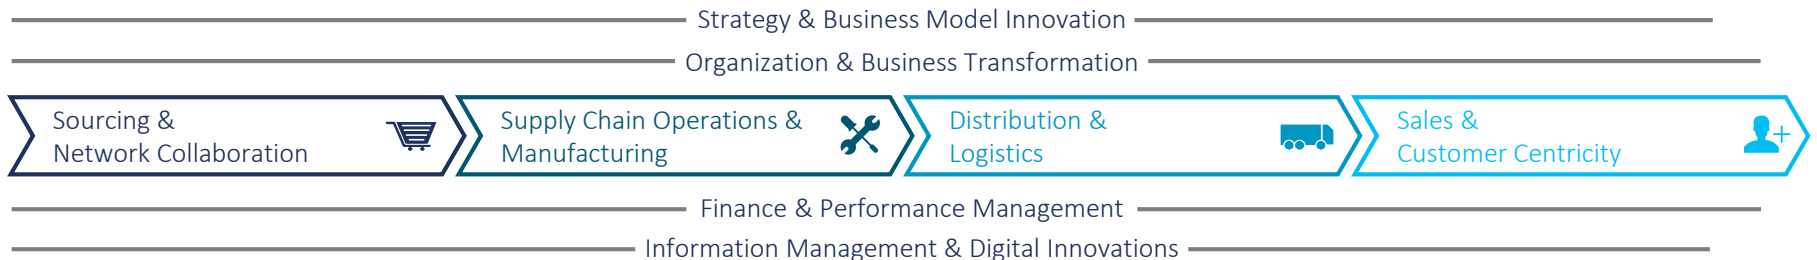 Strategy & Business Model Innovation
Organization & Business Transformation
Sourcing &
Network Collaboration
Supply Chain Operations &
Manufacturing
Distribution &
Logistics
Sales &
Customer Centricity
Finance & Performance Management
Information Management & Digital Innovations